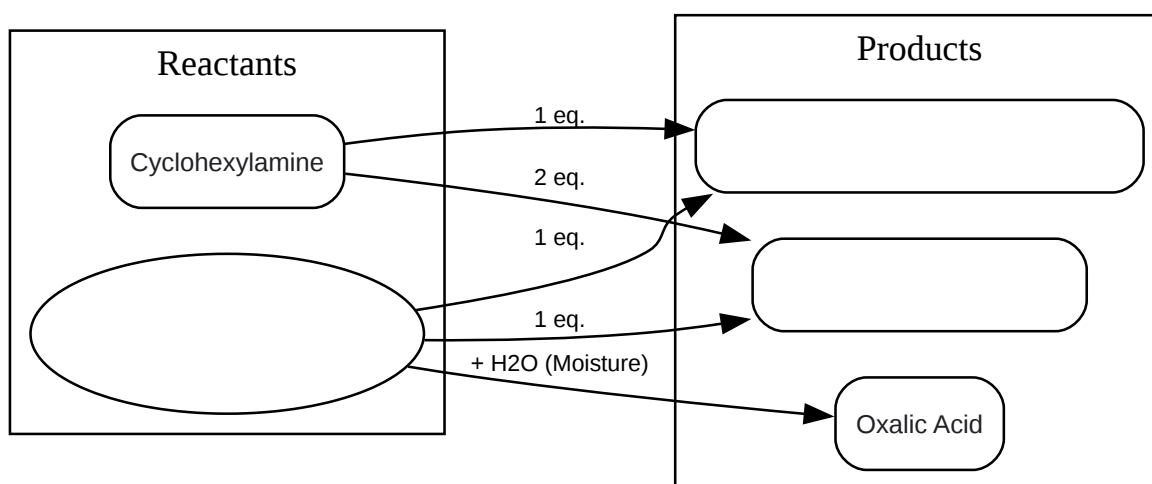 Reactants
Products
1 eq.
Cyclohexylamine
2 eq.
1 eq.
1 eq.
+ H2O (Moisture)
Oxalic Acid